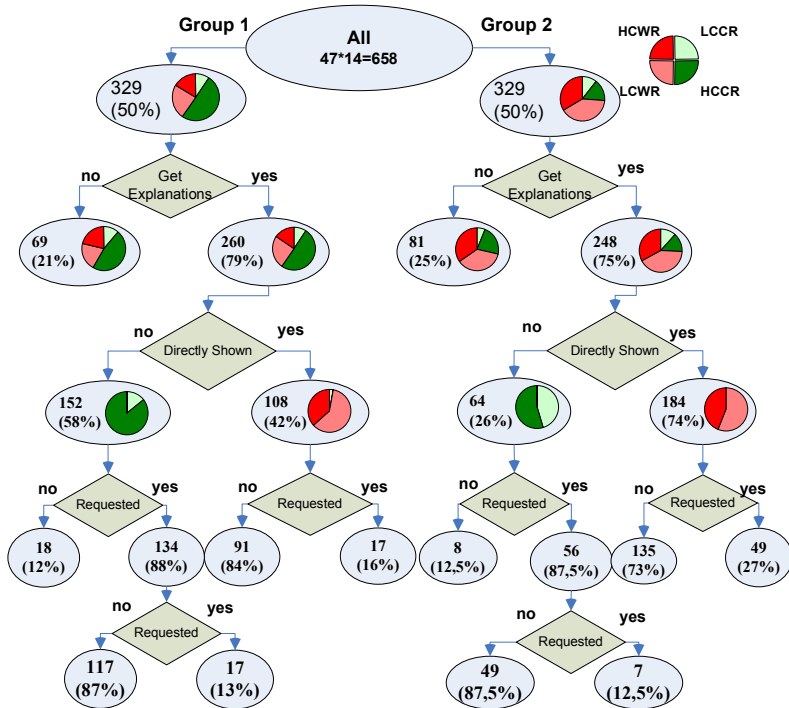 Group 1
All
47*14=658
Group 2
HCWR
LCCR
LCWR
HCCR
329
(50%)
329
(50%)
no
Get
Explanations
yes
no
Get
Explanations
yes
69
(21%)
260
(79%)
81
(25%)
248
(75%)
no
Directly Shown
yes
no
Directly Shown
yes
152
(58%)
108
(42%)
64
(26%)
184
(74%)
no
Requested
yes
no
Requested
yes
no
Requested
yes
no
Requested
yes
18
(12%)
134
(88%)
91
(84%)
17
(16%)
8
(12,5%)
56
(87,5%)
135
(73%)
49
(27%)
no
Requested
yes
no
Requested
yes
117
(87%)
17
(13%)
49
(87,5%)
7
(12,5%)